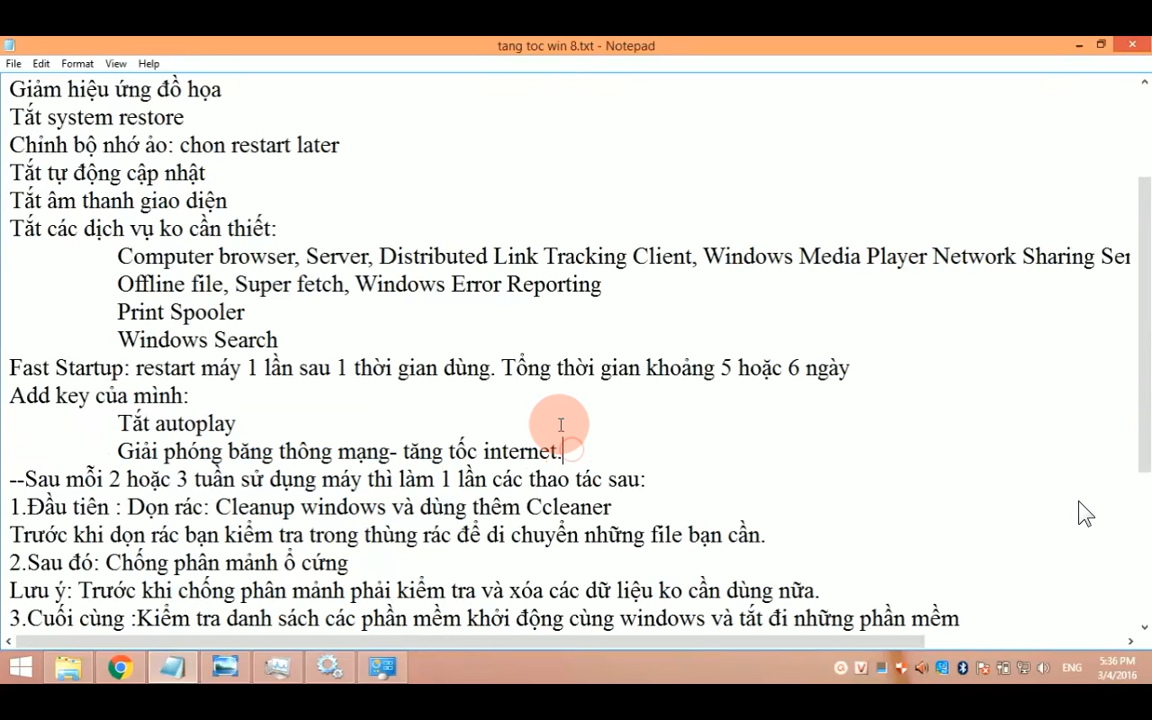 tang toc win 8.txt - Notepad
File Edit Format View Help
Giảm hiệu ứng đồ họa
Tắt system restore
Chỉnh bộ nhớ ảo: chon restart later
Tắt tự động cập nhật
Tắt âm thanh giao diện
Tắt các dịch vụ ko cần thiết:
Computer browser, Server, Distributed Link Tracking Client, Windows Media Player Network Sharing Ser
Offline file, Super fetch, Windows Error Reporting
Print Spooler
Windows Search
Fast Startup: restart máy 1 lần sau 1 thời gian dùng. Tổng thời gian khoảng 5 hoặc 6 ngày
Add key của mình:
Tắt autoplay
Giải phóng băng thông mạng- tăng tốc internet.
--Sau mỗi 2 hoặc 3 tuần sử dụng máy thì làm 1 lần các thao tác sau:
1.Đầu tiên : Dọn rác: Cleanup windows và dùng thêm Ccleaner
Trước khi dọn rác bạn kiểm tra trong thùng rác để di chuyển những file bạn cần.
2.Sau đó: Chống phân mảnh ổ cứng
Lưu ý: Trước khi chống phân mảnh phải kiểm tra và xóa các dữ liệu ko cần dùng nữa.
3.Cuối cùng :Kiểm tra danh sách các phần mềm khởi động cùng windows và tắt đi những phần mềm
ENG
5:36 PM
3/4/2016